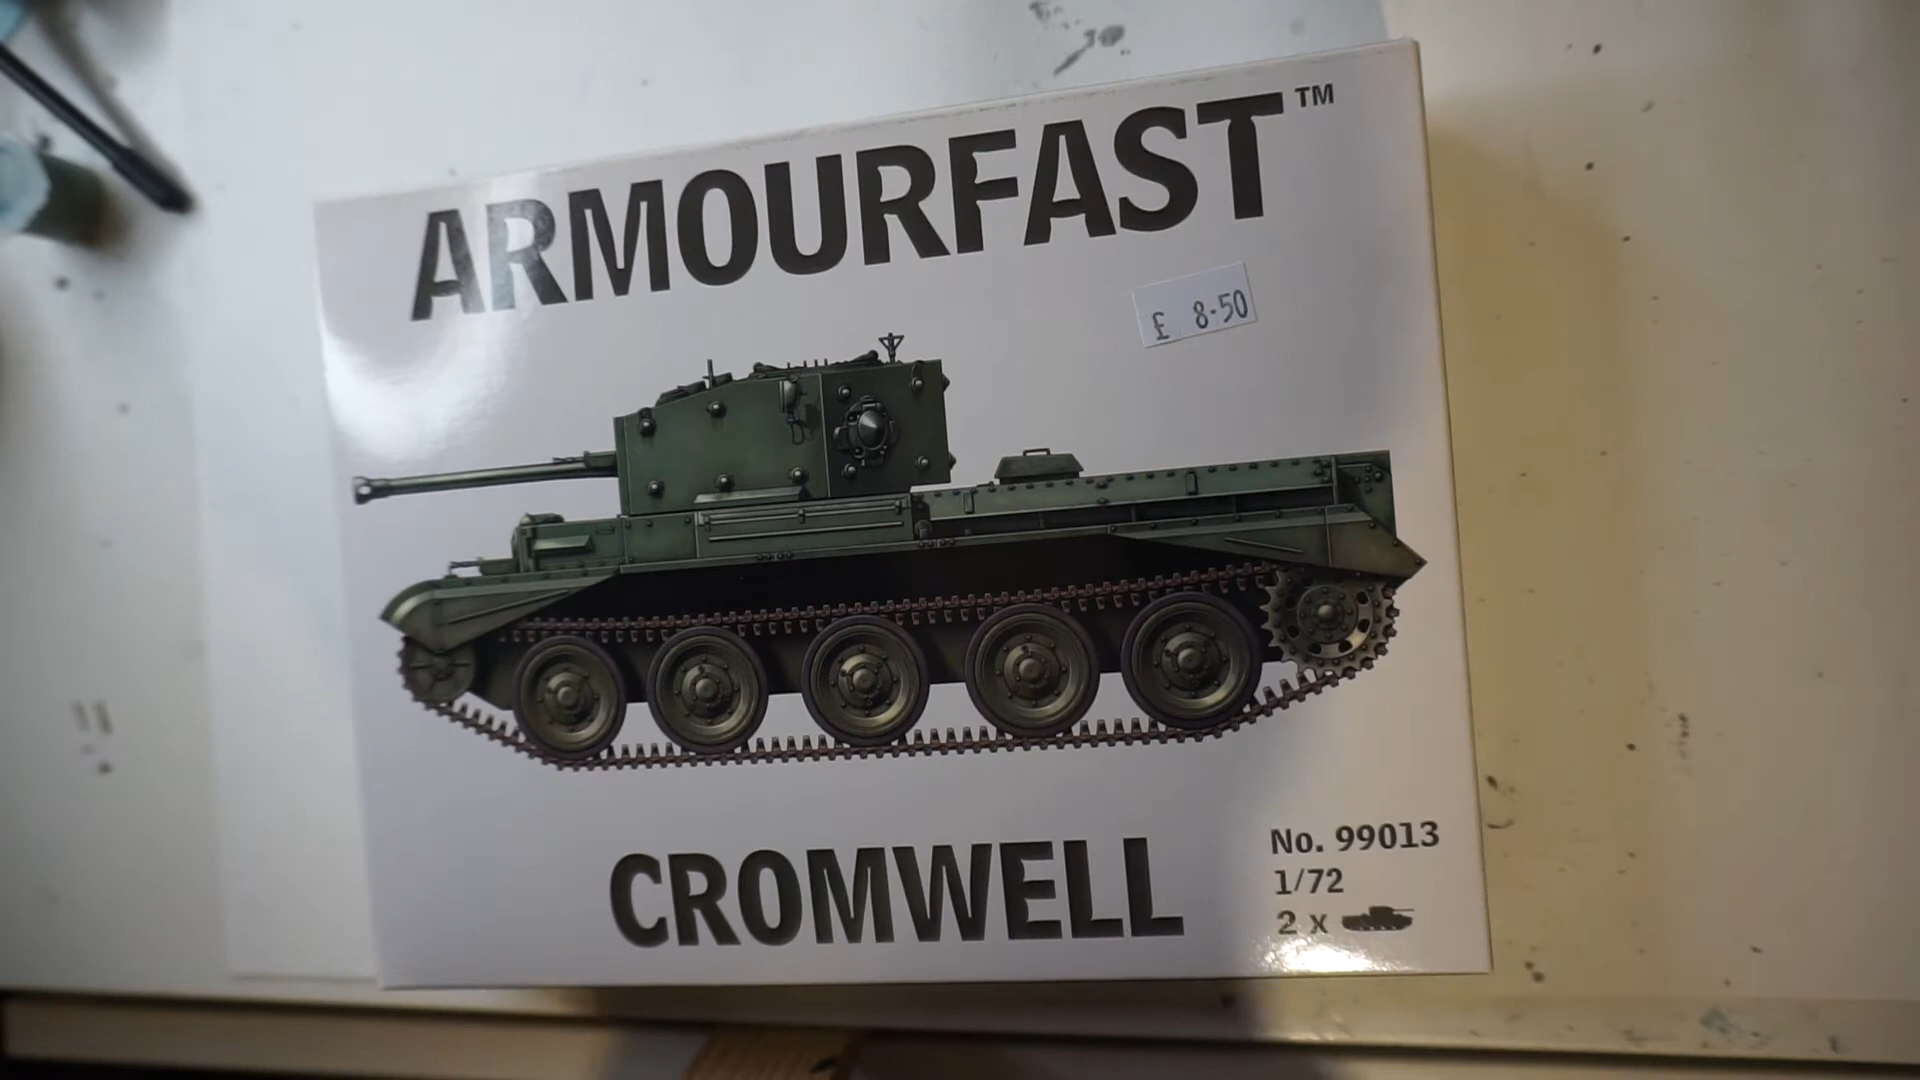 ARMOURFAST™
£ 8-50
CROMWELL
No. 99013
1/72
2 x